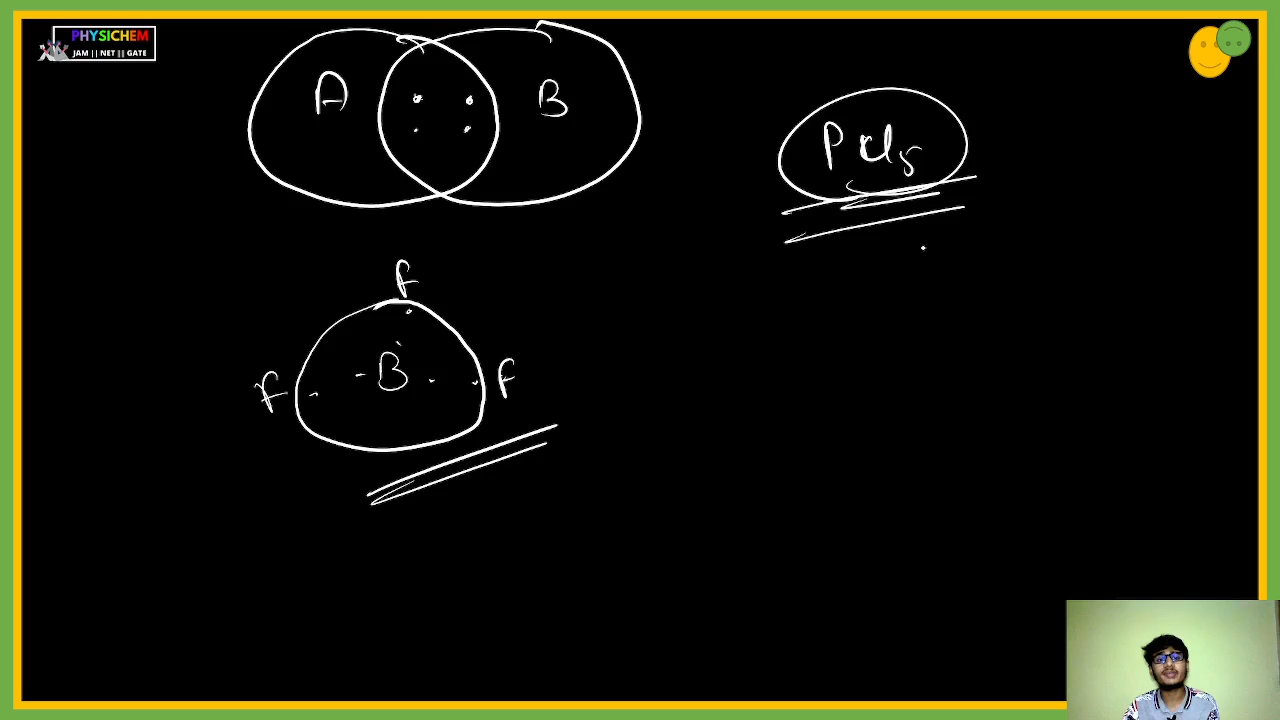 PHYSICHEM
JAM || NET || GATE
A B
PCl5
F
B
F F